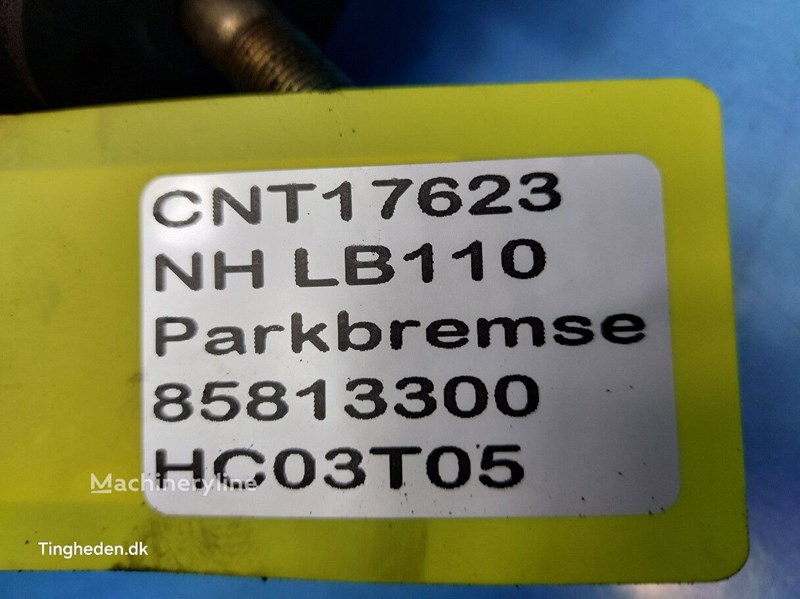 CNT17623
NH LB110
Parkbremse
85813300
HC03T05
Machineryline
Tingheden.dk